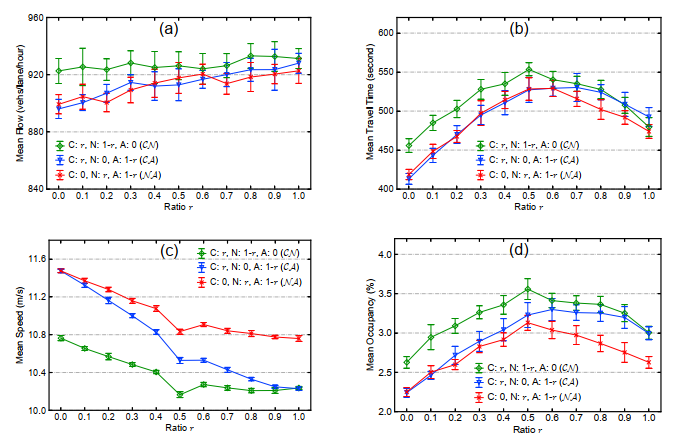 (a)
Mean Flow (veh/lane/hour)
960
920
880
840
C: r, N: 1-r, A: 0 (CN)
C: r, N: 0, A: 1-r (CA)
C: 0, N: r, A: 1-r (NA)
0.0 0.1 0.2 0.3 0.4 0.5 0.6 0.7 0.8 0.9 1.0
Ratio r
(b)
Mean Travel Time (second)
600
550
500
450
400
C: r, N: 1-r, A: 0 (CN)
C: r, N: 0, A: 1-r (CA)
C: 0, N: r, A: 1-r (NA)
0.0 0.1 0.2 0.3 0.4 0.5 0.6 0.7 0.8 0.9 1.0
Ratio r
(c)
Mean Speed (m/s)
11.6
11.2
10.8
10.4
10.0
C: r, N: 1-r, A: 0 (CN)
C: r, N: 0, A: 1-r (CA)
C: 0, N: r, A: 1-r (NA)
0.0 0.1 0.2 0.3 0.4 0.5 0.6 0.7 0.8 0.9 1.0
Ratio r
(d)
Mean Occupancy (%)
4.0
3.5
3.0
2.5
2.0
C: r, N: 1-r, A: 0 (CN)
C: r, N: 0, A: 1-r (CA)
C: 0, N: r, A: 1-r (NA)
0.0 0.1 0.2 0.3 0.4 0.5 0.6 0.7 0.8 0.9 1.0
Ratio r